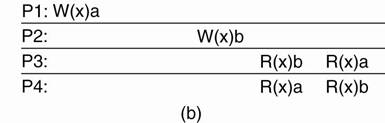 P1: W(x)a
P2: W(x)b
P3: R(x)b R(x)a
P4: R(x)a R(x)b
(b)